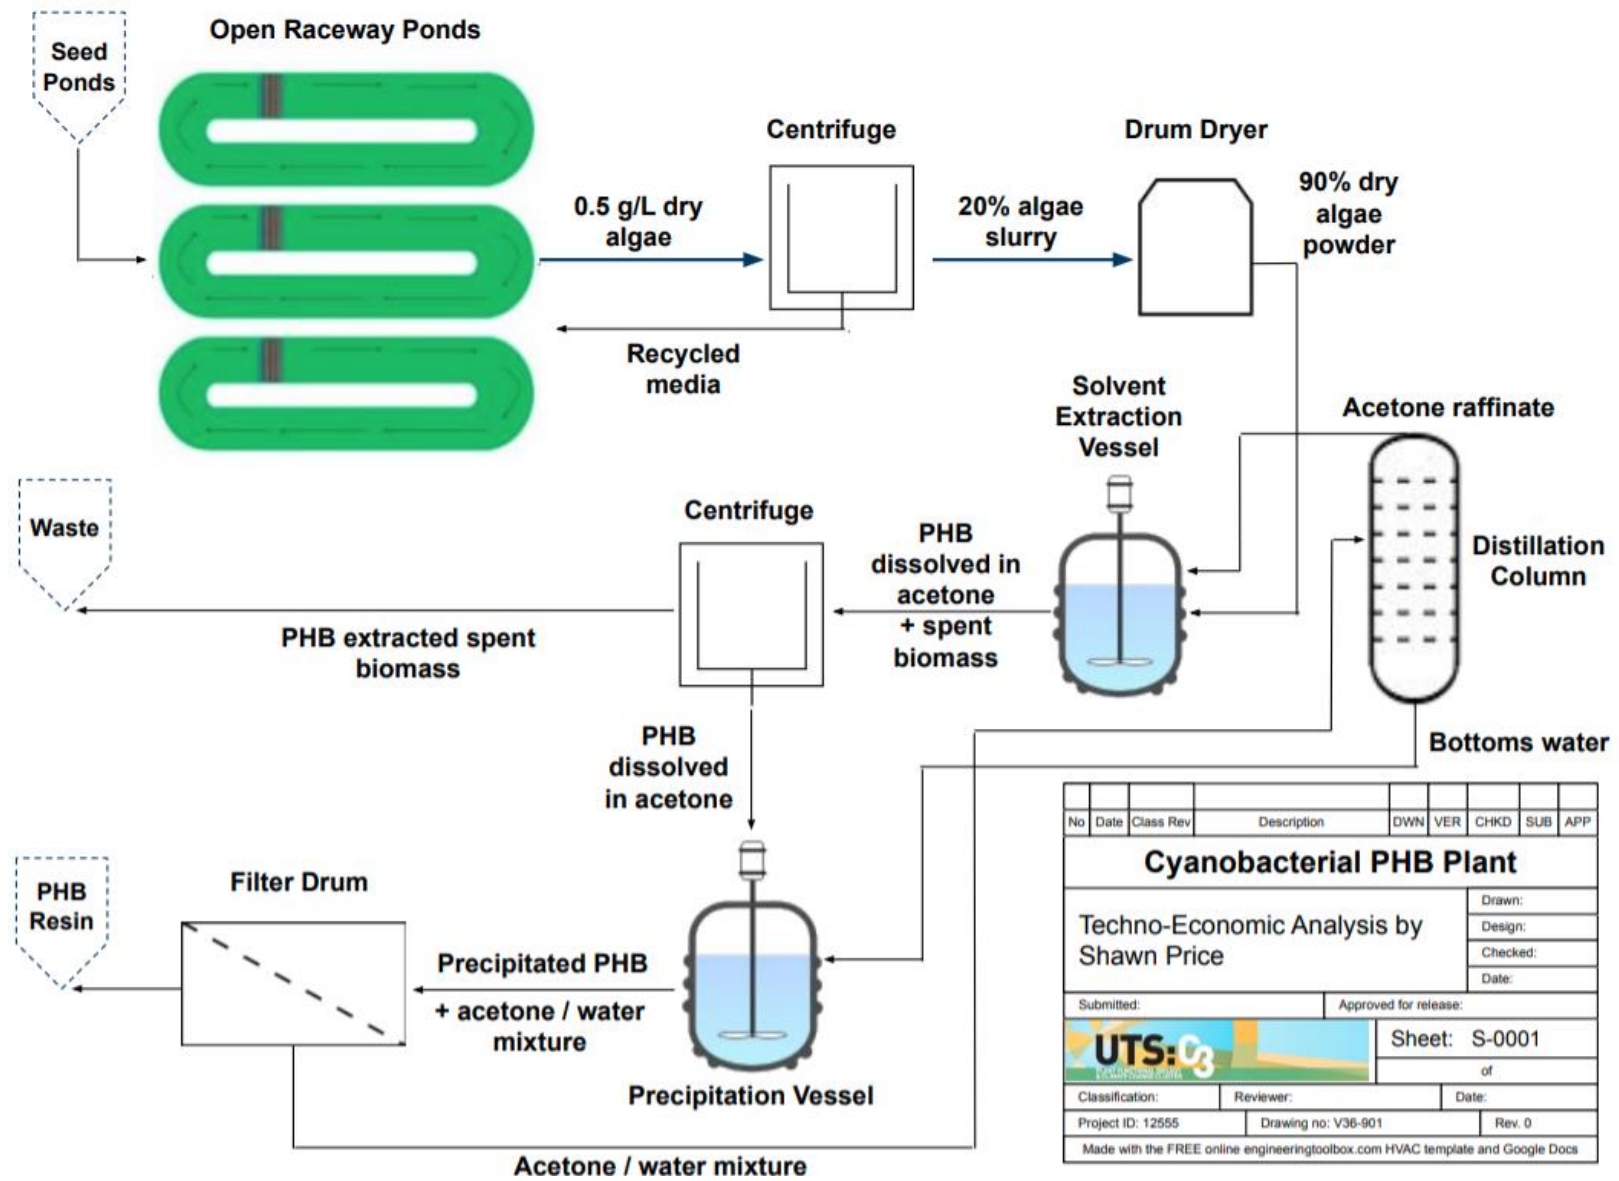 Open Raceway Ponds
Seed
Ponds
Centrifuge
Drum Dryer
0.5 g/L dry
algae
20% algae
slurry
90% dry
algae
powder
Recycled
media
Solvent
Extraction
Vessel
Acetone raffinate
Waste
Centrifuge
PHB
dissolved in
acetone
+ spent
biomass
Distillation
Column
PHB extracted spent
biomass
PHB
dissolved
in acetone
Bottoms water
PHB
Resin
Filter Drum
Precipitated PHB
+ acetone / water
mixture
Precipitation Vessel
Acetone / water mixture
No Date Class Rev Description DWN VER CHKD SUB APP
Cyanobacterial PHB Plant
Techno-Economic Analysis by
Shawn Price
Drawn:
Design:
Checked:
Date:
Submitted: Approved for release:
UTS:C3
Sheet: S-0001
of
Classification: Reviewer: Date:
Project ID: 12555 Drawing no: V36-901 Rev. 0
Made with the FREE online engineeringtoolbox.com HVAC template and Google Docs